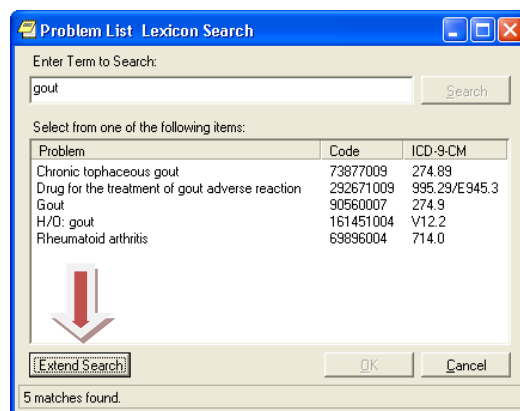 Problem List Lexicon Search
Enter Term to Search:
gout Search
Select from one of the following items:
Problem Code ICD-9-CM
Chronic tophaceous gout 73877009 274.89
Drug for the treatment of gout adverse reaction 292671009 995.29/E945.3
Gout 90560007 274.9
H/O: gout 161451004 V12.2
Rheumatoid arthritis 69896004 714.0
Extend Search OK Cancel
5 matches found.